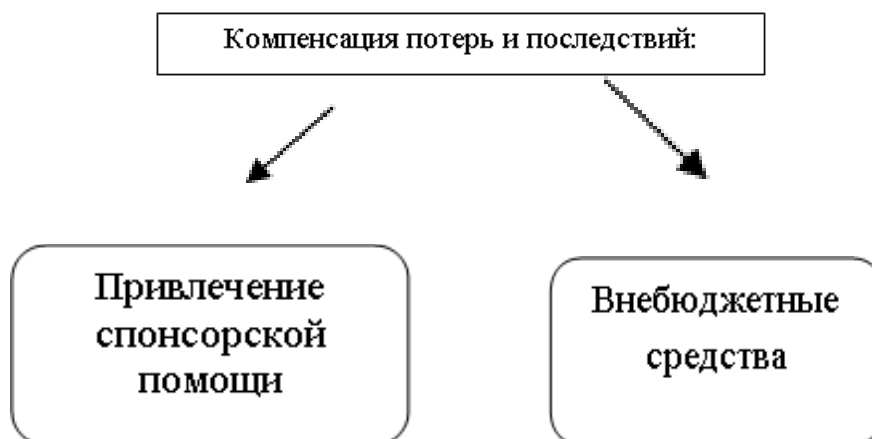 Компенсация потерь и последствий:
Привлечение
спонсорской
помощи
Внебюджетные
средства